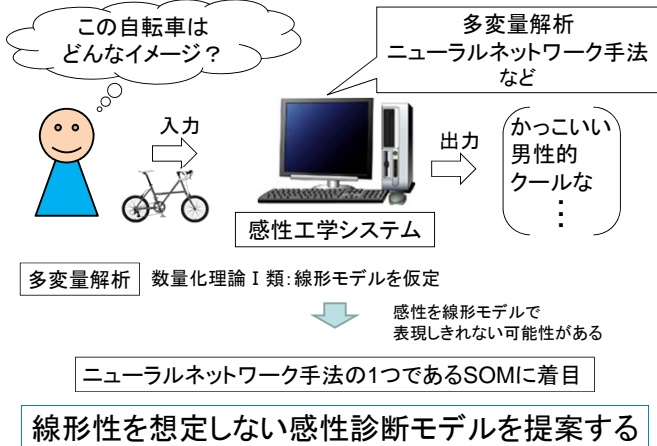 この自転車は
どんなイメージ？
多変量解析
ニューラルネットワーク手法
など
入力
出力
かっこいい
男性的
クールな
⋮
感性工学システム
多変量解析 数量化理論Ⅰ類：線形モデルを仮定
感性を線形モデルで
表現しきれない可能性がある
ニューラルネットワーク手法の1つであるSOMに着目
線形性を想定しない感性診断モデルを提案する